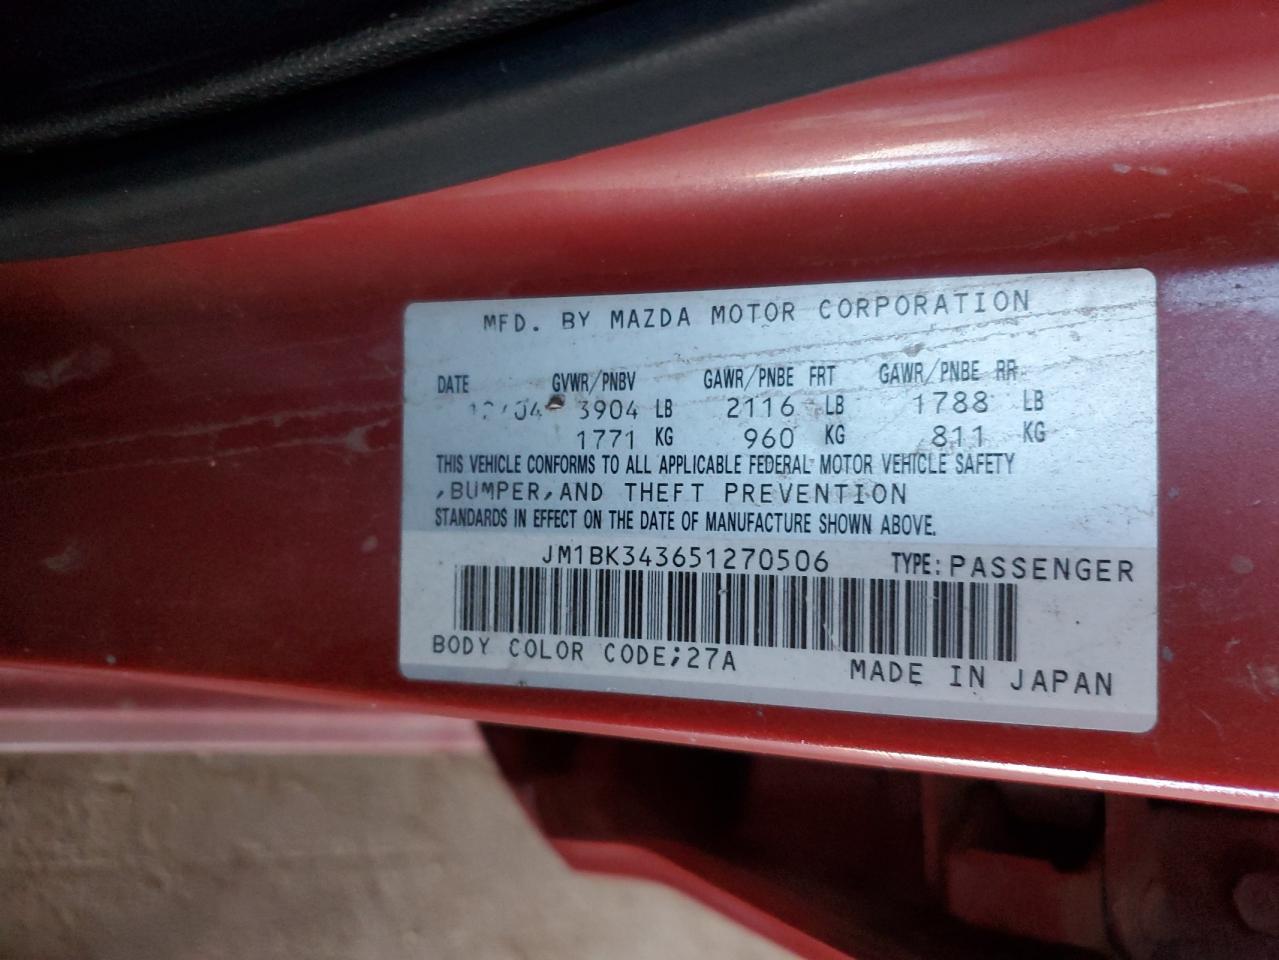 MFD. BY MAZDA MOTOR CORPORATION
DATE GVWR/PNBV GAWR/PNBE FRT GAWR/PNBE RR
3904 LB 2116 LB 1788 LB
1771 KG 960 KG 811 KG
THIS VEHICLE CONFORMS TO ALL APPLICABLE FEDERAL MOTOR VEHICLE SAFETY
,BUMPER,AND THEFT PREVENTION
STANDARDS IN EFFECT ON THE DATE OF MANUFACTURE SHOWN ABOVE.
JM1BK343651270506 TYPE:PASSENGER
BODY COLOR CODE;27A MADE IN JAPAN